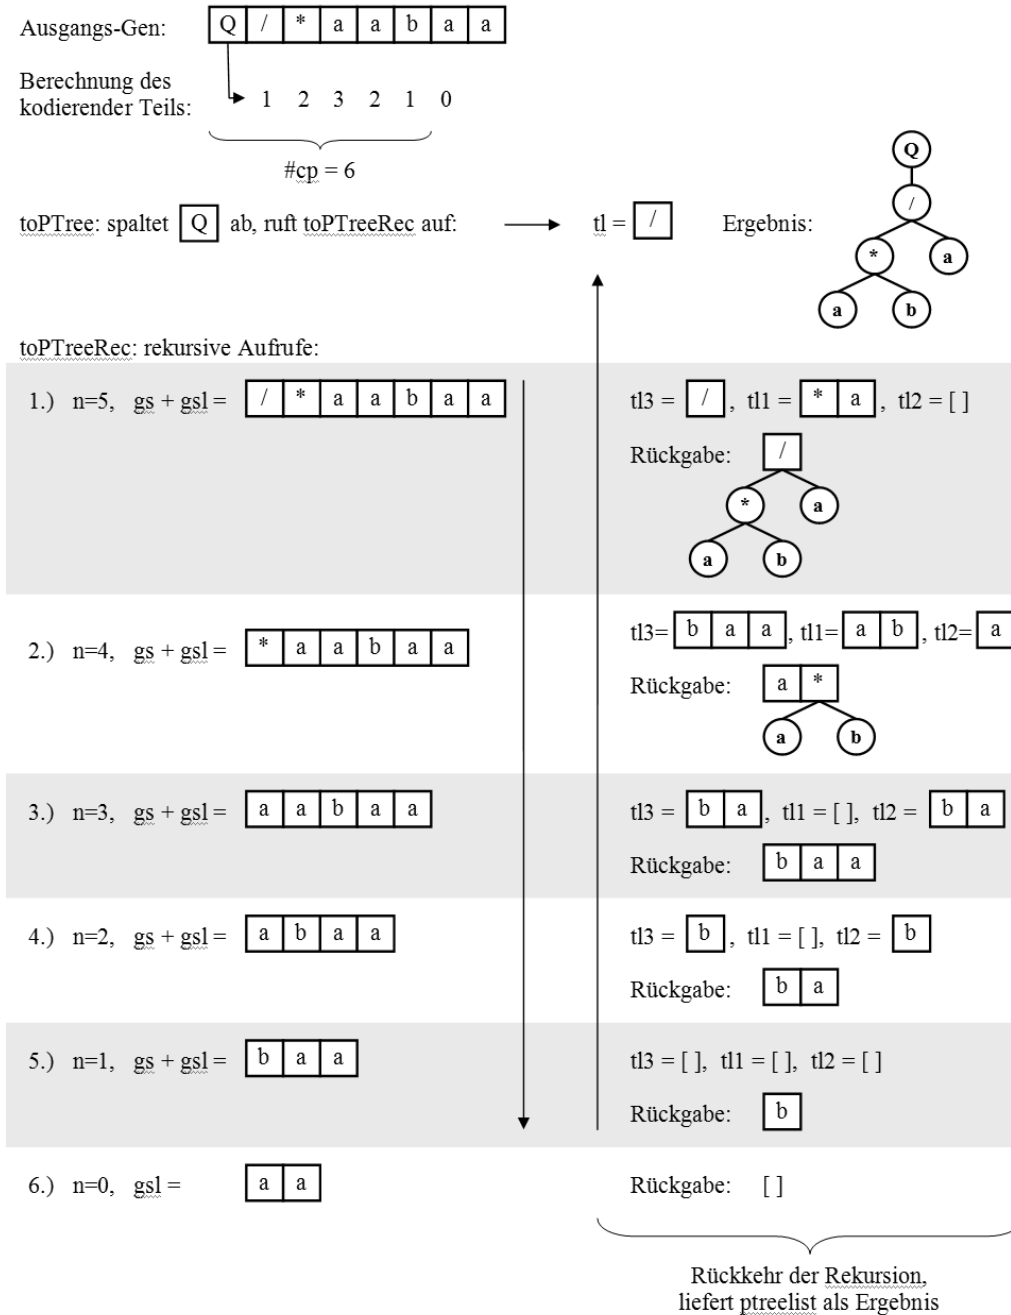 Ausgangs-Gen: Q / * a a b a a
Berechnung des
kodierender Teils: 1 2 3 2 1 0
#cp = 6
toPTree: spaltet Q ab, ruft toPTreeRec auf: tl = / Ergebnis:
Q
/
* a
a b
toPTreeRec: rekursive Aufrufe:
1.) n=5, gs + gsl = / * a a b a a tl3 = / , tl1 = * a , tl2 = [ ]
Rückgabe: /
* a
a b
2.) n=4, gs + gsl = * a a b a a tl3= b a a , tl1= a b , tl2= a
Rückgabe: a *
a b
3.) n=3, gs + gsl = a a b a a tl3 = b a , tl1 = [ ], tl2 = b a
Rückgabe: b a a
4.) n=2, gs + gsl = a b a a tl3 = b , tl1 = [ ], tl2 = b
Rückgabe: b a
5.) n=1, gs + gsl = b a a tl3 = [ ], tl1 = [ ], tl2 = [ ]
Rückgabe: b
6.) n=0, gsl = a a Rückgabe: [ ]
Rückkehr der Rekursion,
liefert ptreelist als Ergebnis